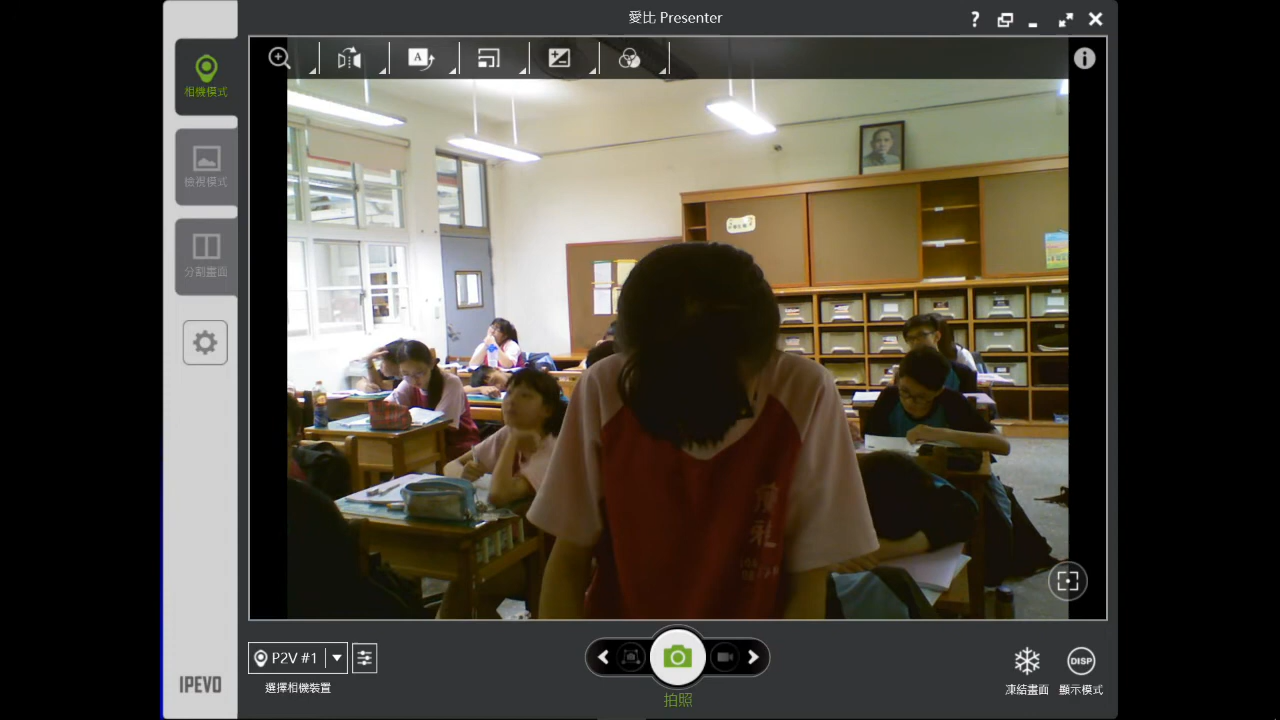 愛比 Presenter
?
A
i
相機模式
檢視模式
分割畫面
P2V #1
選擇相機裝置
拍照
DISP
凍結畫面
顯示模式
IPEVO